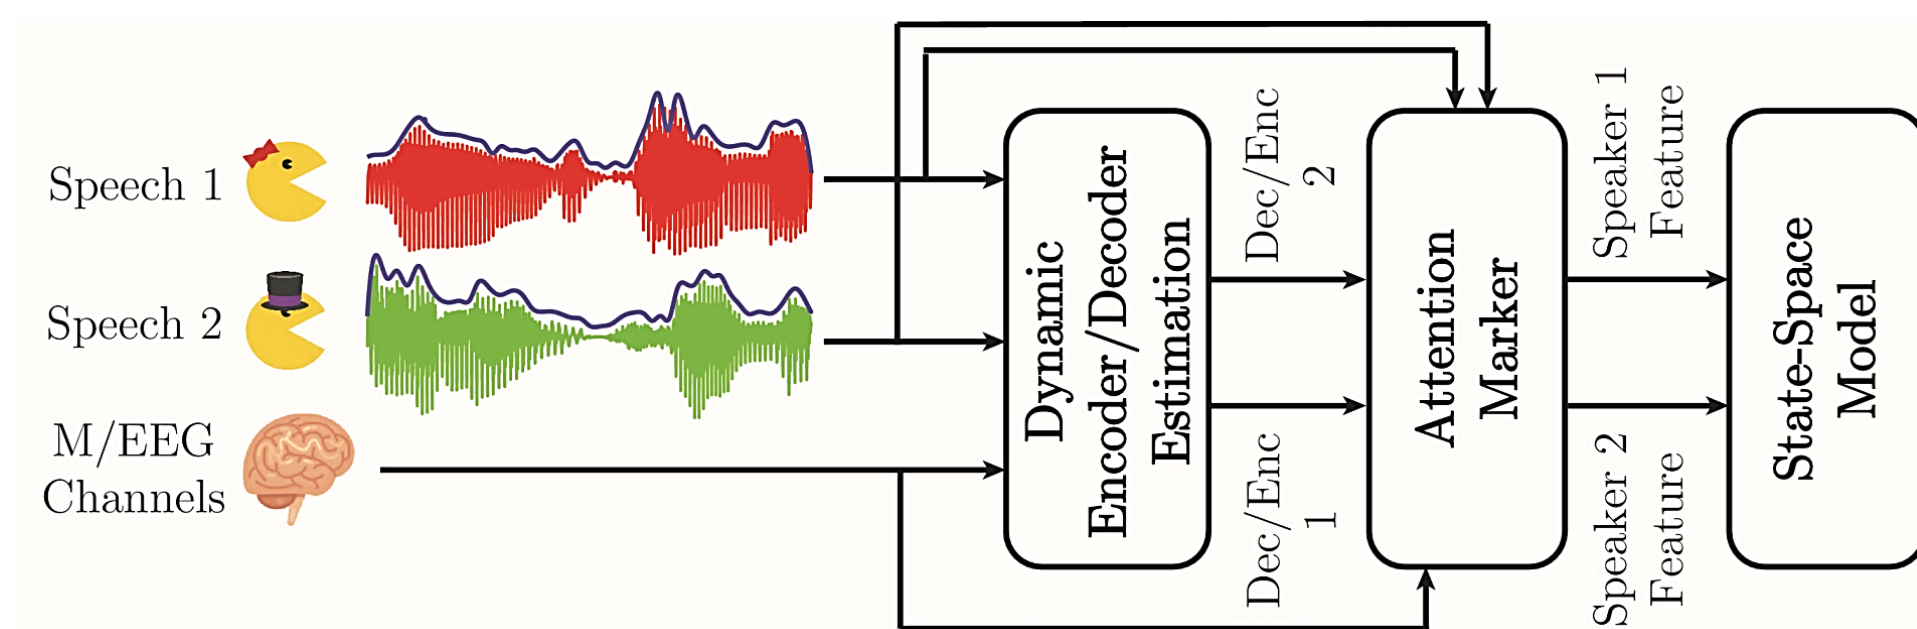 Speech 1
Speech 2
M/EEG
Channels
Dynamic
Encoder/Decoder
Estimation
Dec/Enc
2
Dec/Enc
1
Attention
Marker
Speaker 1
Feature
Speaker 2
Feature
State-Space
Model